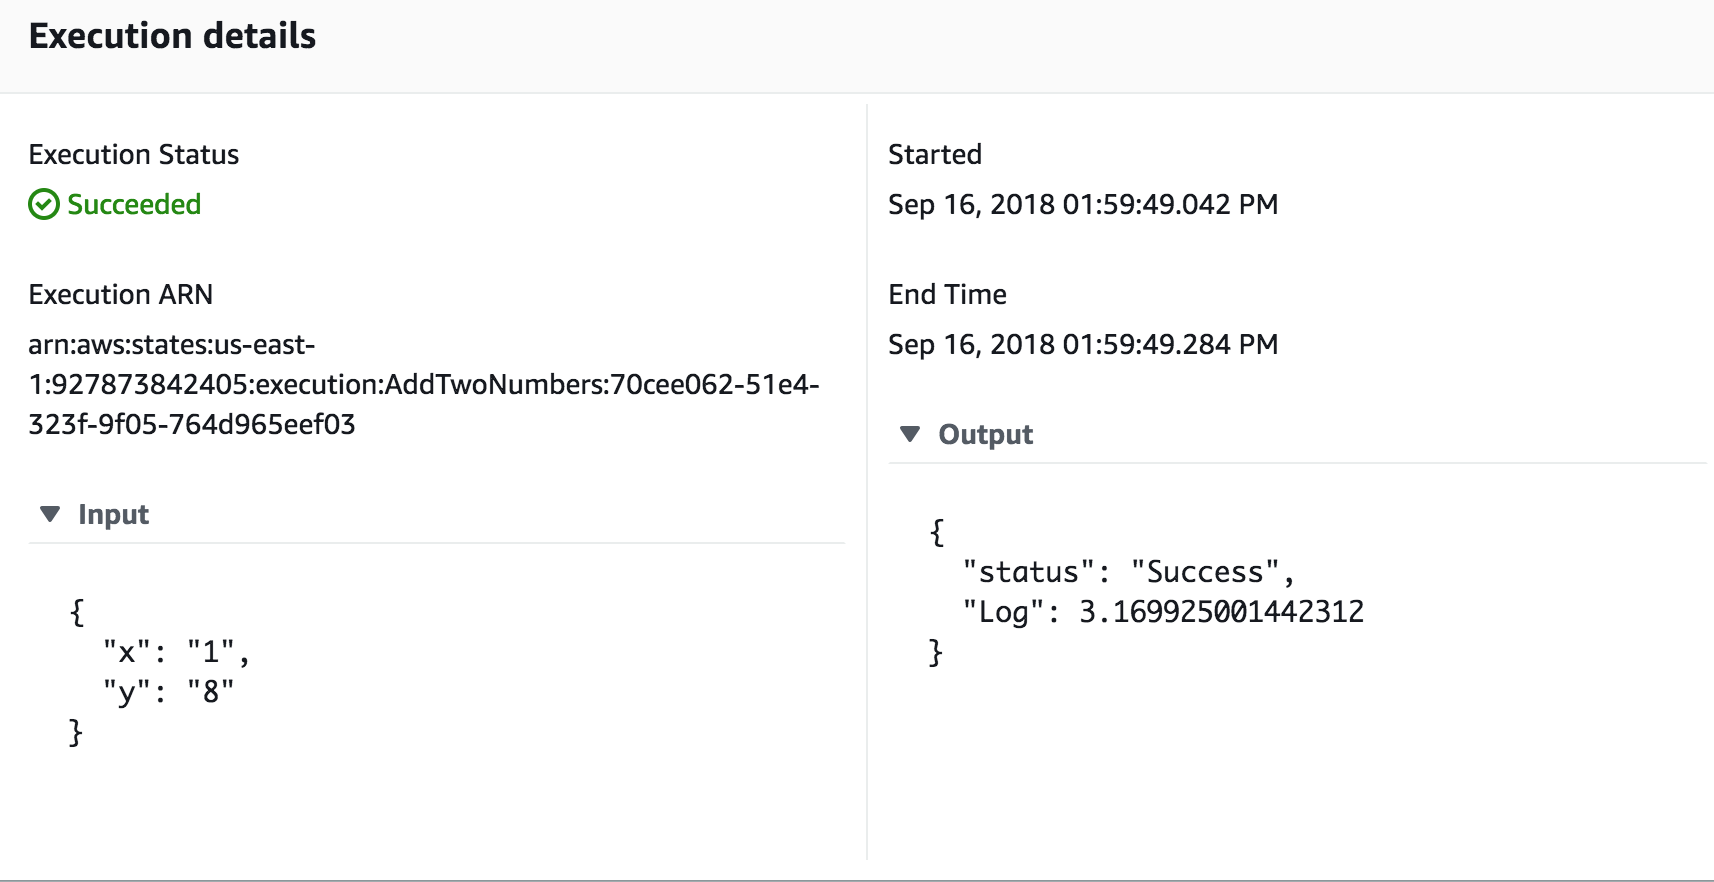 Execution details
Execution Status
Succeeded
Execution ARN
arn:aws:states:us-east-
1:927873842405:execution:AddTwoNumbers:70cee062-51e4-
323f-9f05-764d965eef03
Input
{
"x": "1",
"y": "8"
}
Started
Sep 16, 2018 01:59:49.042 PM
End Time
Sep 16, 2018 01:59:49.284 PM
Output
{
"status": "Success",
"Log": 3.169925001442312
}